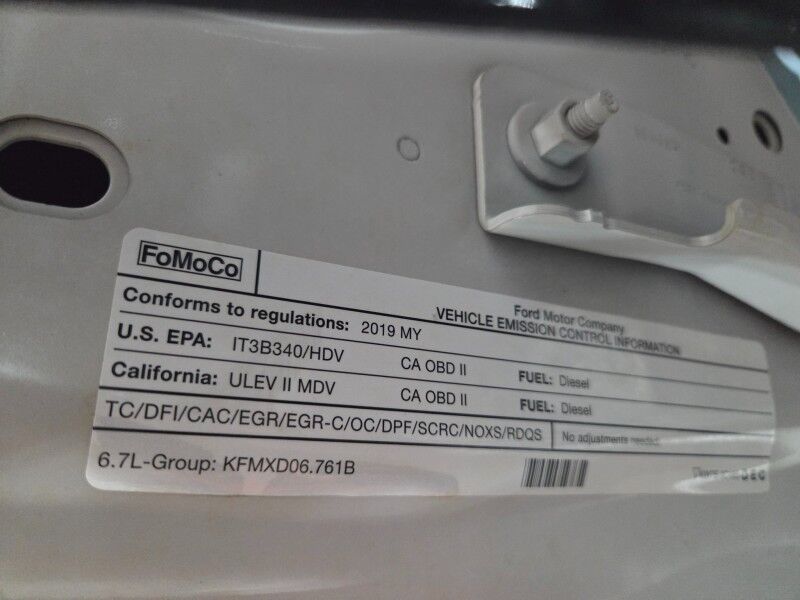 FoMoCo
Ford Motor Company
VEHICLE EMISSION CONTROL INFORMATION
Conforms to regulations: 2019 MY
U.S. EPA: IT3B340/HDV CA OBD II FUEL: Diesel
California: ULEV II MDV CA OBD II FUEL: Diesel
TC/DFI/CAC/EGR/EGR-C/OC/DPF/SCRC/NOXS/RDQS No adjustments needed.
6.7L-Group: KFMXD06.761B